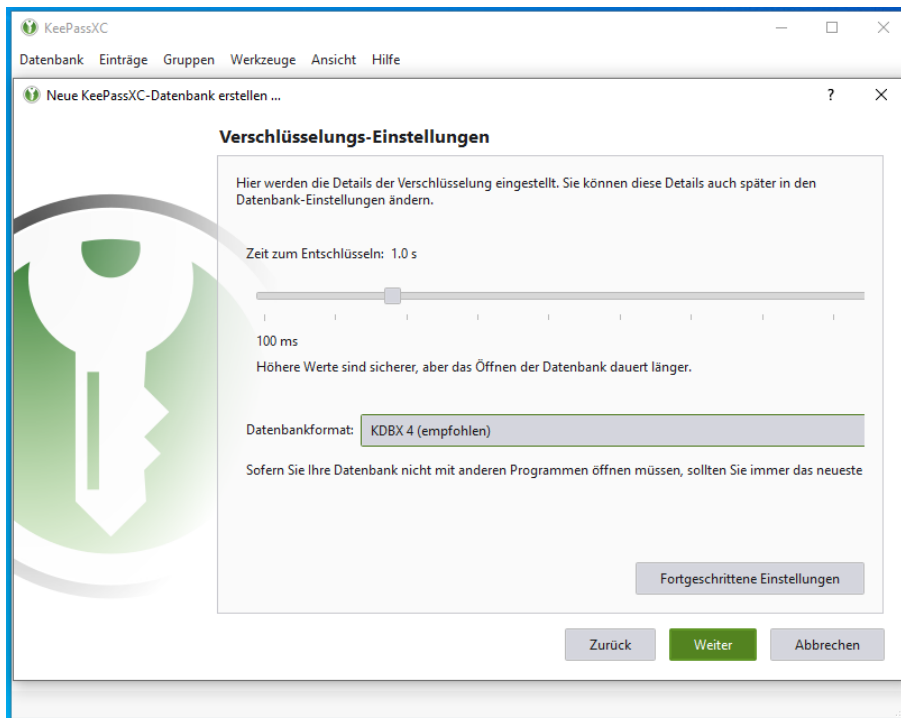 KeePassXC
Datenbank Einträge Gruppen Werkzeuge Ansicht Hilfe
Neue KeePassXC-Datenbank erstellen ...
?
Verschlüsselungs-Einstellungen
Hier werden die Details der Verschlüsselung eingestellt. Sie können diese Details auch später in den
Datenbank-Einstellungen ändern.
Zeit zum Entschlüsseln: 1.0 s
100 ms
Höhere Werte sind sicherer, aber das Öffnen der Datenbank dauert länger.
Datenbankformat: KDBX 4 (empfohlen)
Sofern Sie Ihre Datenbank nicht mit anderen Programmen öffnen müssen, sollten Sie immer das neueste
Fortgeschrittene Einstellungen
Zurück Weiter Abbrechen